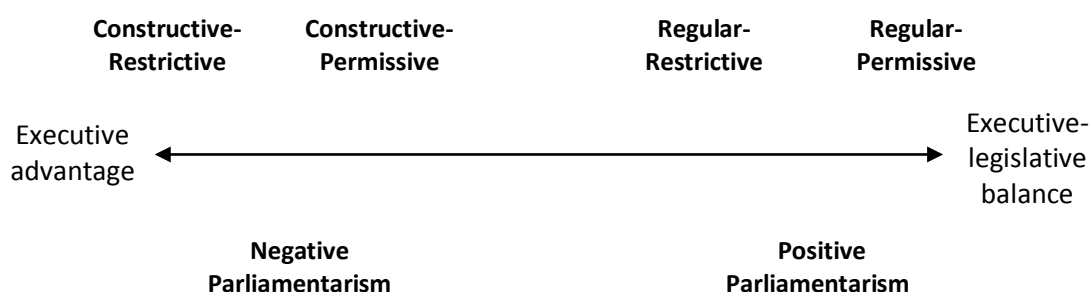 Constructive-
Restrictive
Constructive-
Permissive
Regular-
Restrictive
Regular-
Permissive
Executive
advantage
Executive-
legislative
balance
Negative
Parliamentarism
Positive
Parliamentarism